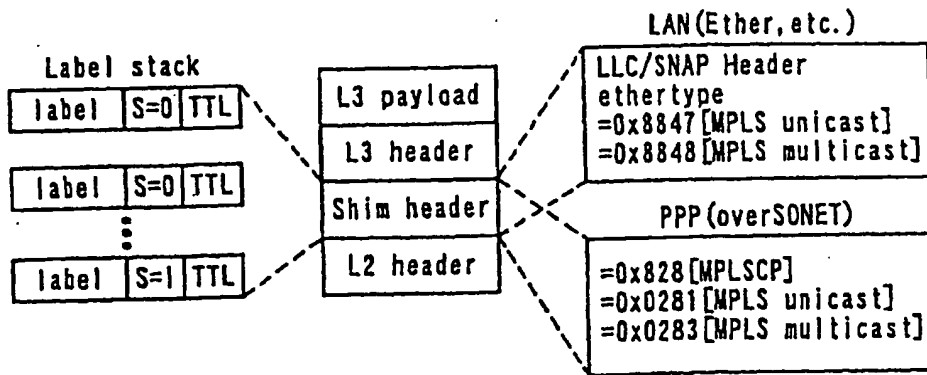 Label stack
label S=0 TTL
label S=0 TTL
label S=1 TTL
L3 payload
L3 header
Shim header
L2 header
LAN(Ether,etc.)
LLC/SNAP Header
ethertype
=0x8847[MPLS unicast]
=0x8848[MPLS multicast]
PPP(overSONET)
=0x828[MPLSCP]
=0x0281[MPLS unicast]
=0x0283[MPLS multicast]